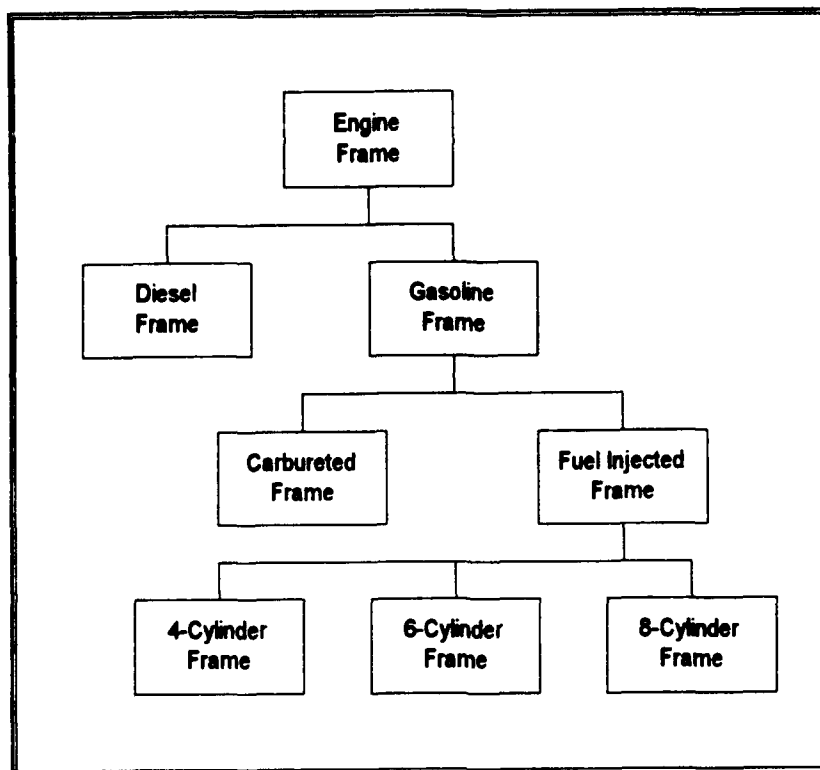 Engine
Frame
Diesel
Frame
Gasoline
Frame
Carbureted
Frame
Fuel Injected
Frame
4-Cylinder
Frame
6-Cylinder
Frame
8-Cylinder
Frame